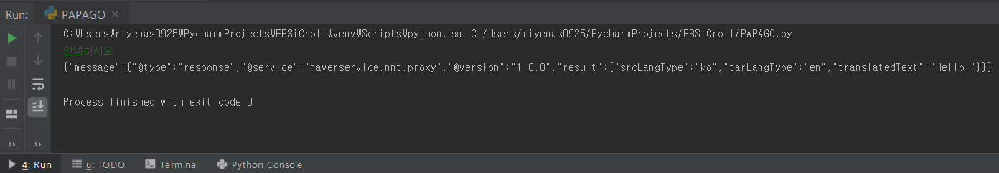 Run: PAPAGO
C:₩Users₩riyenas0925₩PycharmProjects₩EBSiCroll₩venv₩Scripts₩python.exe C:/Users/riyenas0925/PycharmProjects/EBSiCroll/PAPAGO.py
안녕하세요
{"message":{"@type":"response","@service":"naverservice.nmt.proxy","@version":"1.0.0","result":{"srcLangType":"ko","tarLangType":"en","translatedText":"Hello."}}}
Process finished with exit code 0
4: Run 6: TODO Terminal Python Console